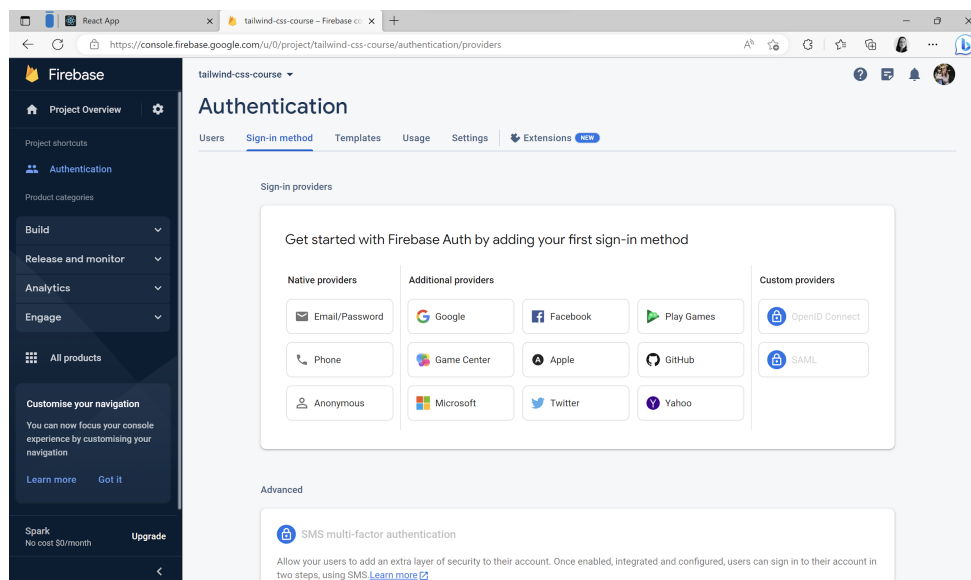 React App
tailwind-css-course – Firebase co
https://console.firebase.google.com/u/0/project/tailwind-css-course/authentication/providers
Firebase
Project Overview
Project shortcuts
Authentication
Product categories
Build
Release and monitor
Analytics
Engage
All products
Customise your navigation
You can now focus your console
experience by customising your
navigation
Learn more Got it
Spark
No cost $0/month
Upgrade
tailwind-css-course
Authentication
Users Sign-in method Templates Usage Settings Extensions NEW
Sign-in providers
Get started with Firebase Auth by adding your first sign-in method
Native providers Additional providers Custom providers
Email/Password Google Facebook Play Games OpenID Connect
Phone Game Center Apple GitHub SAML
Anonymous Microsoft Twitter Yahoo
Advanced
SMS multi-factor authentication
Allow your users to add an extra layer of security to their account. Once enabled, integrated and configured, users can sign in to their account in
two steps, using SMS.Learn more